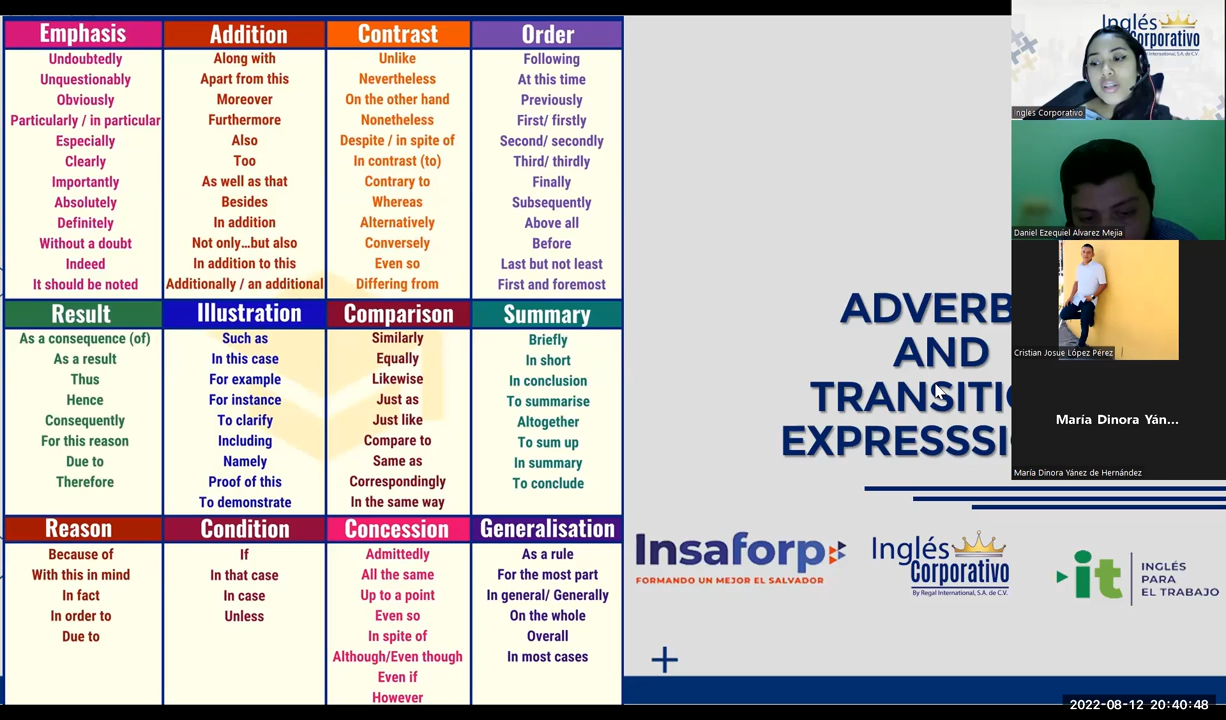 Emphasis
Undoubtedly
Unquestionably
Obviously
Particularly / in particular
Especially
Clearly
Importantly
Absolutely
Definitely
Without a doubt
Indeed
It should be noted
Addition
Along with
Apart from this
Moreover
Furthermore
Also
Too
As well as that
Besides
In addition
Not only...but also
In addition to this
Additionally / an additional
Contrast
Unlike
Nevertheless
On the other hand
Nonetheless
Despite / in spite of
In contrast (to)
Contrary to
Whereas
Alternatively
Conversely
Even so
Differing from
Order
Following
At this time
Previously
First/ firstly
Second/ secondly
Third/ thirdly
Finally
Subsequently
Above all
Before
Last but not least
First and foremost
Result
As a consequence (of)
As a result
Thus
Hence
Consequently
For this reason
Due to
Therefore
Illustration
Such as
In this case
For example
For instance
To clarify
Including
Namely
Proof of this
To demonstrate
Comparison
Similarly
Equally
Likewise
Just as
Just like
Compare to
Same as
Correspondingly
In the same way
Summary
Briefly
In short
In conclusion
To summarise
Altogether
To sum up
In summary
To conclude
Reason
Because of
With this in mind
In fact
In order to
Due to
Condition
If
In that case
In case
Unless
Concession
Admittedly
All the same
Up to a point
Even so
In spite of
Although/Even though
Even if
However
Generalisation
As a rule
For the most part
In general/ Generally
On the whole
Overall
In most cases
ADVERB
AND
TRANSITI
EXPRESSSI
Insaforp
FORMANDO UN MEJOR EL SALVADOR
Inglés
Corporativo
By Regal International, S.A. de C.V.
it
INGLÉS
PARA
EL TRABAJO
Inglés
Corporativo
Ingles Corporativo
Daniel Ezequiel Alvarez Mejia
Cristian Josue López Pérez
María Dinora Yán...
María Dinora Yánez de Hernández
2022-08-12 20:40:48